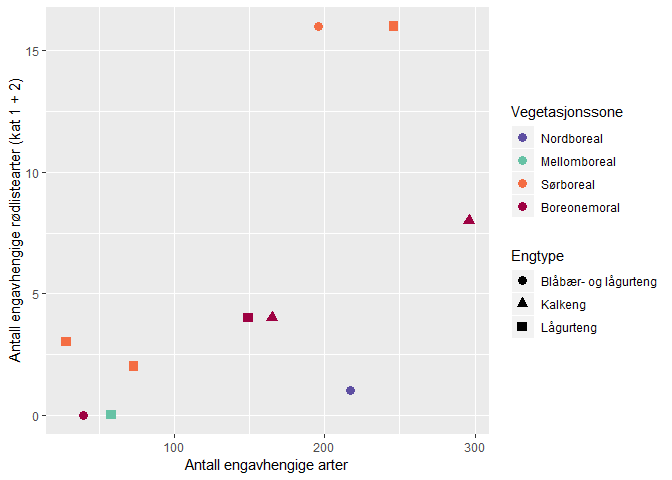 Antall engavhengige rødlistearter (kat 1 + 2)
15
10
5
0
100
200
300
Antall engavhengige arter
Vegetasjonssone
Nordboreal
Mellomboreal
Sørboreal
Boreonemoral
Engtype
Blåbær- og lågurteng
Kalkeng
Lågurteng